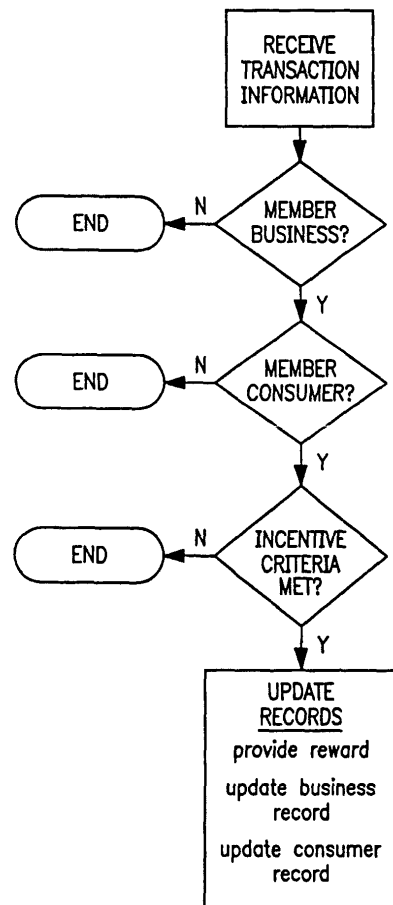 RECEIVE
TRANSACTION
INFORMATION
MEMBER
BUSINESS?
N
END
Y
MEMBER
CONSUMER?
N
END
Y
INCENTIVE
CRITERIA
MET?
N
END
Y
UPDATE
RECORDS
provide reward
update business
record
update consumer
record